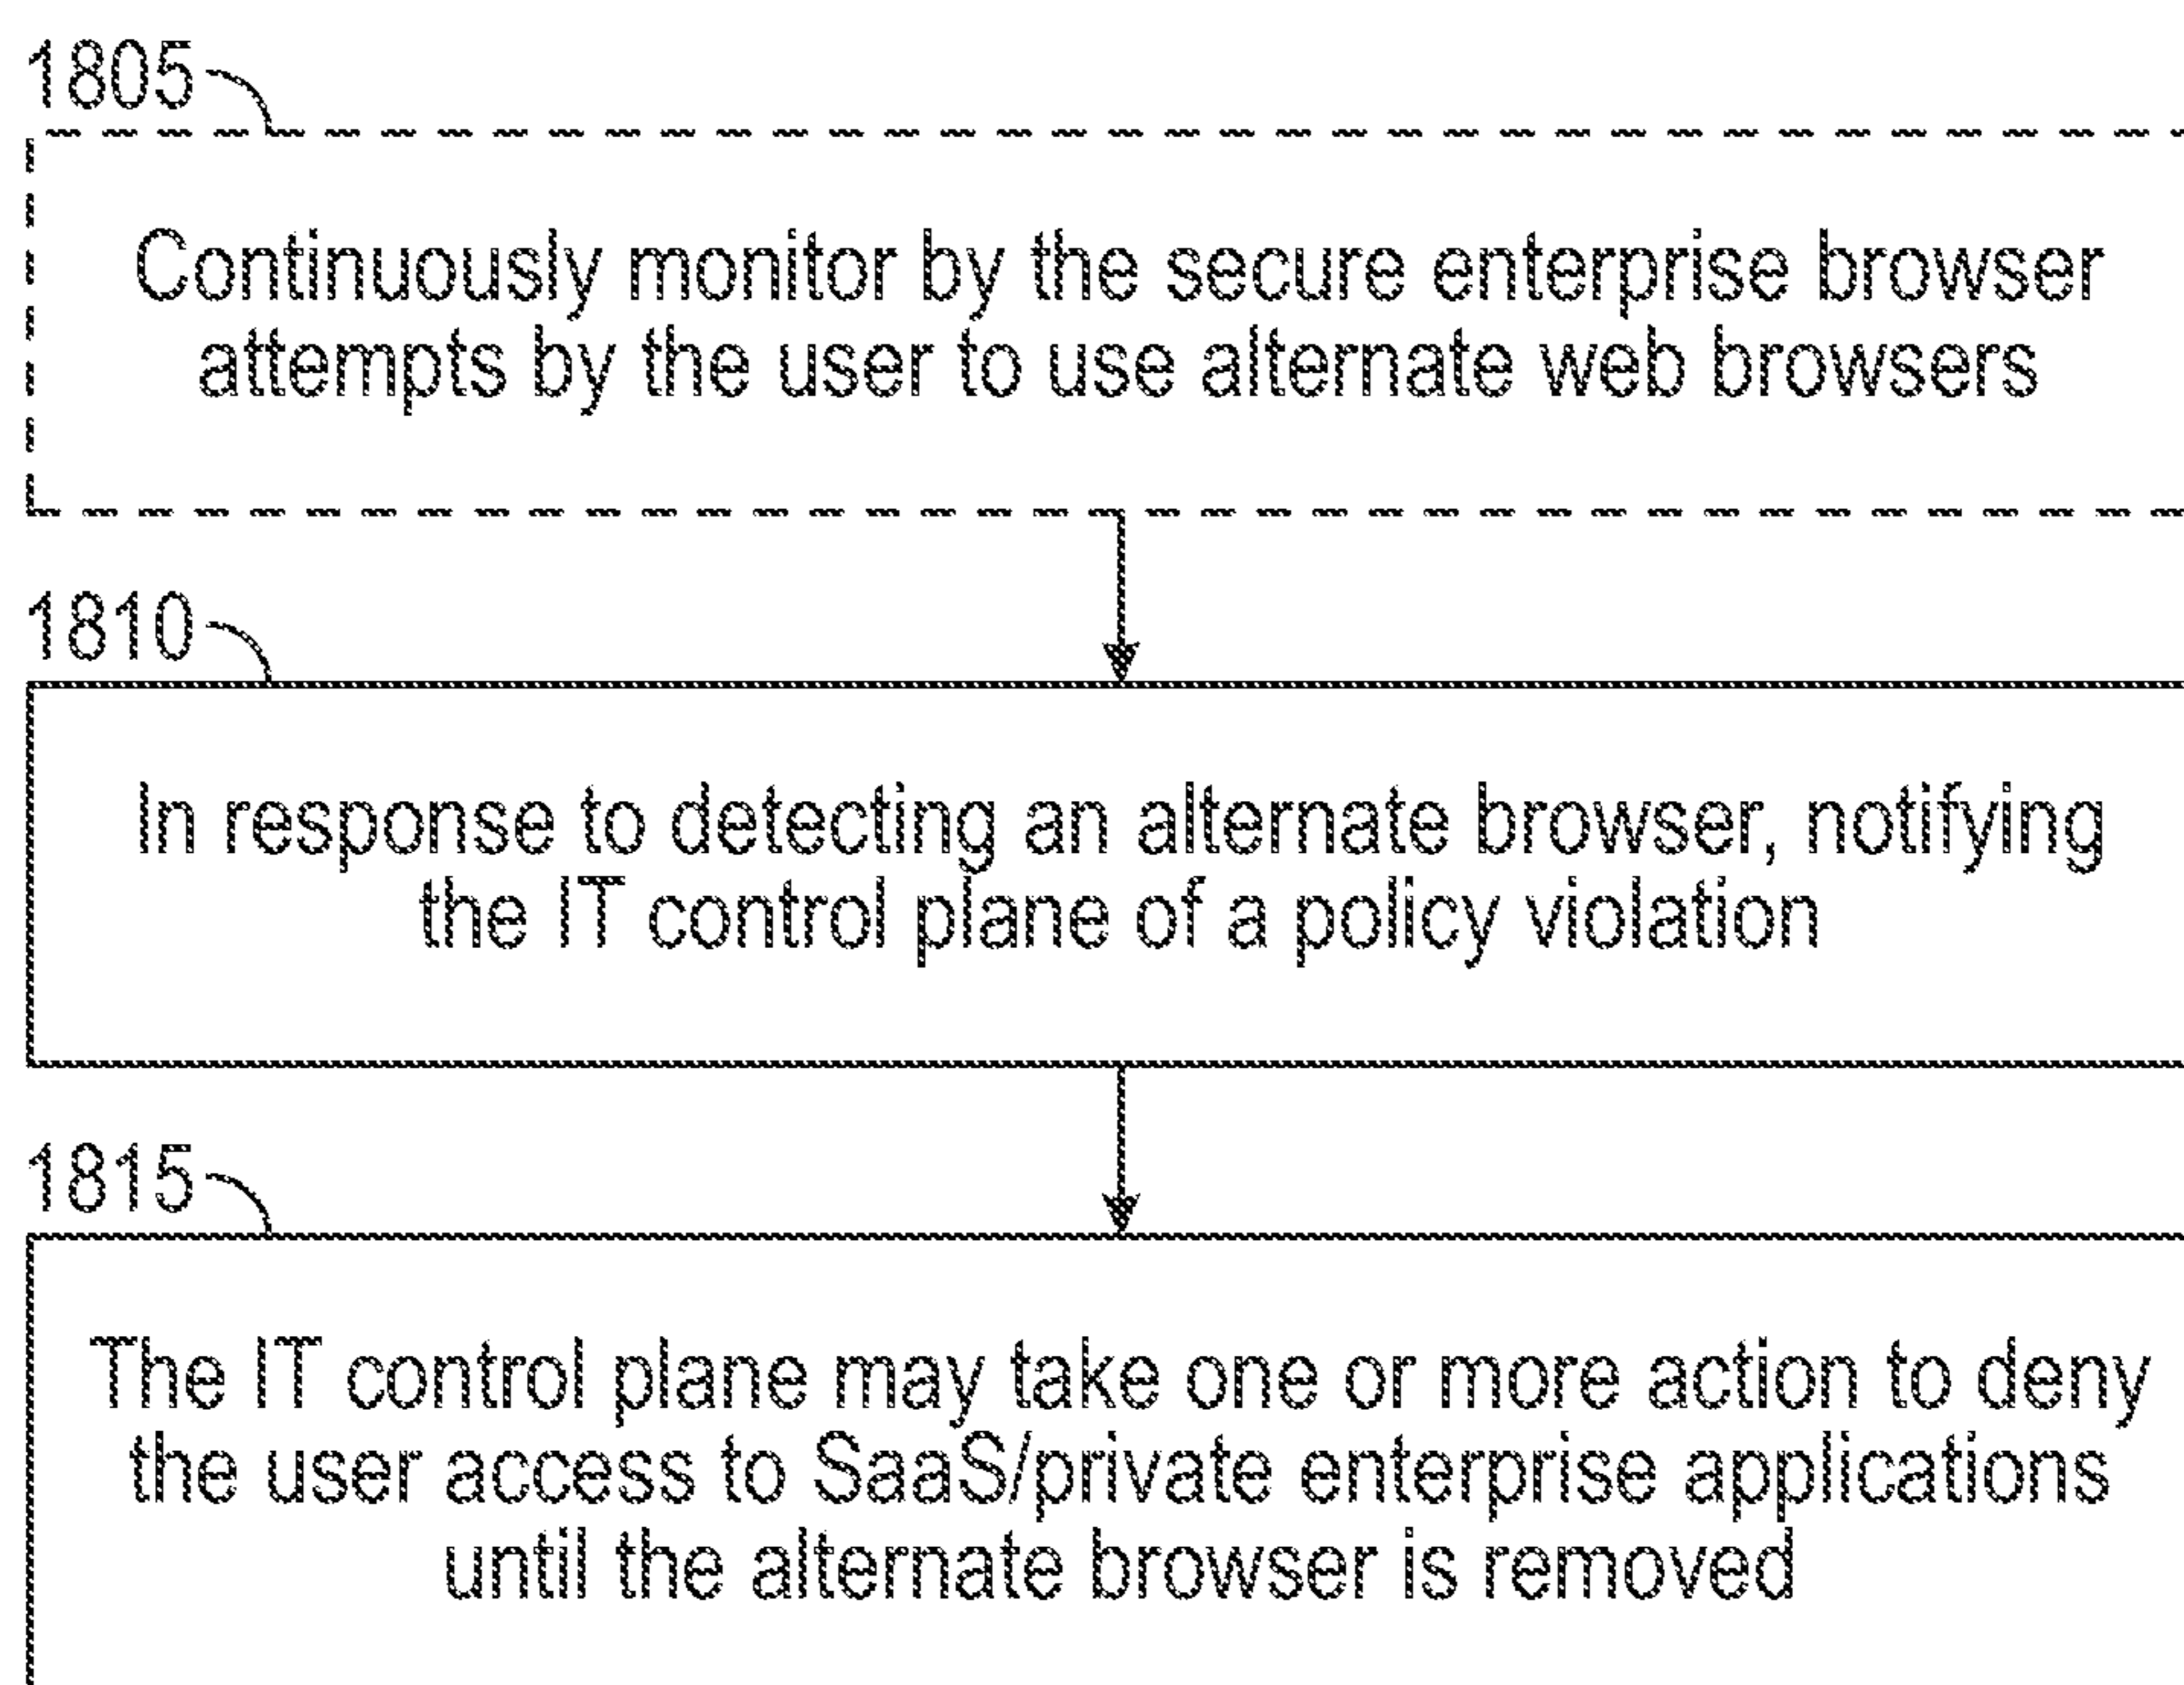 1805
Continuously monitor by the secure enterprise browser
attempts by the user to use alternate web browsers
1810
In response to detecting an alternate browser, notifying
the IT control plane of a policy violation
1815
The IT control plane may take one or more action to deny
the user access to SaaS/private enterprise applications
until the alternate browser is removed